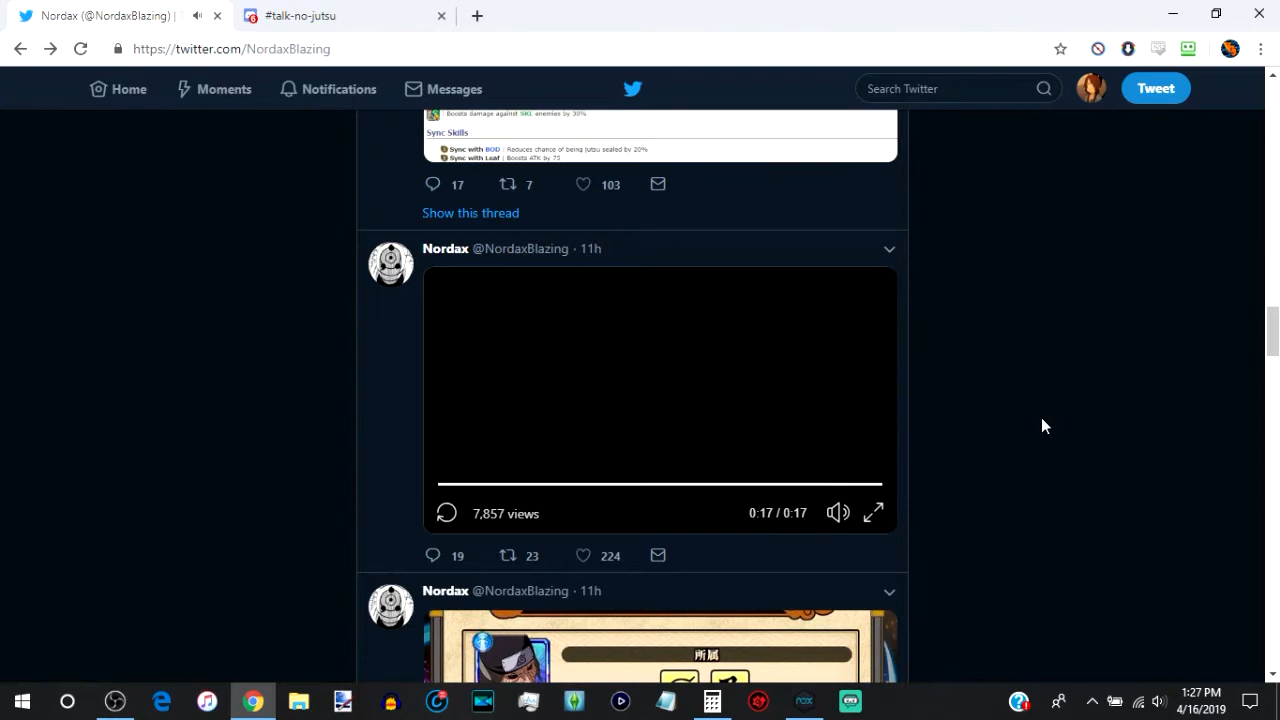 Nordax (@NordaxBlazing) |
#talk-no-jutsu
https://twitter.com/NordaxBlazing
Home
Moments
Notifications
Messages
Search Twitter
Tweet
Boosts damage against SKL enemies by 30%
Sync Skills
Sync with BOD | Reduces chance of being jutsu sealed by 20%
Sync with Leaf | Boosts ATK by 75
17
7
103
Show this thread
Nordax @NordaxBlazing · 11h
7,857 views
0:17 / 0:17
19
23
224
Nordax @NordaxBlazing · 11h
所属
nox
1:37 PM
4/16/2019